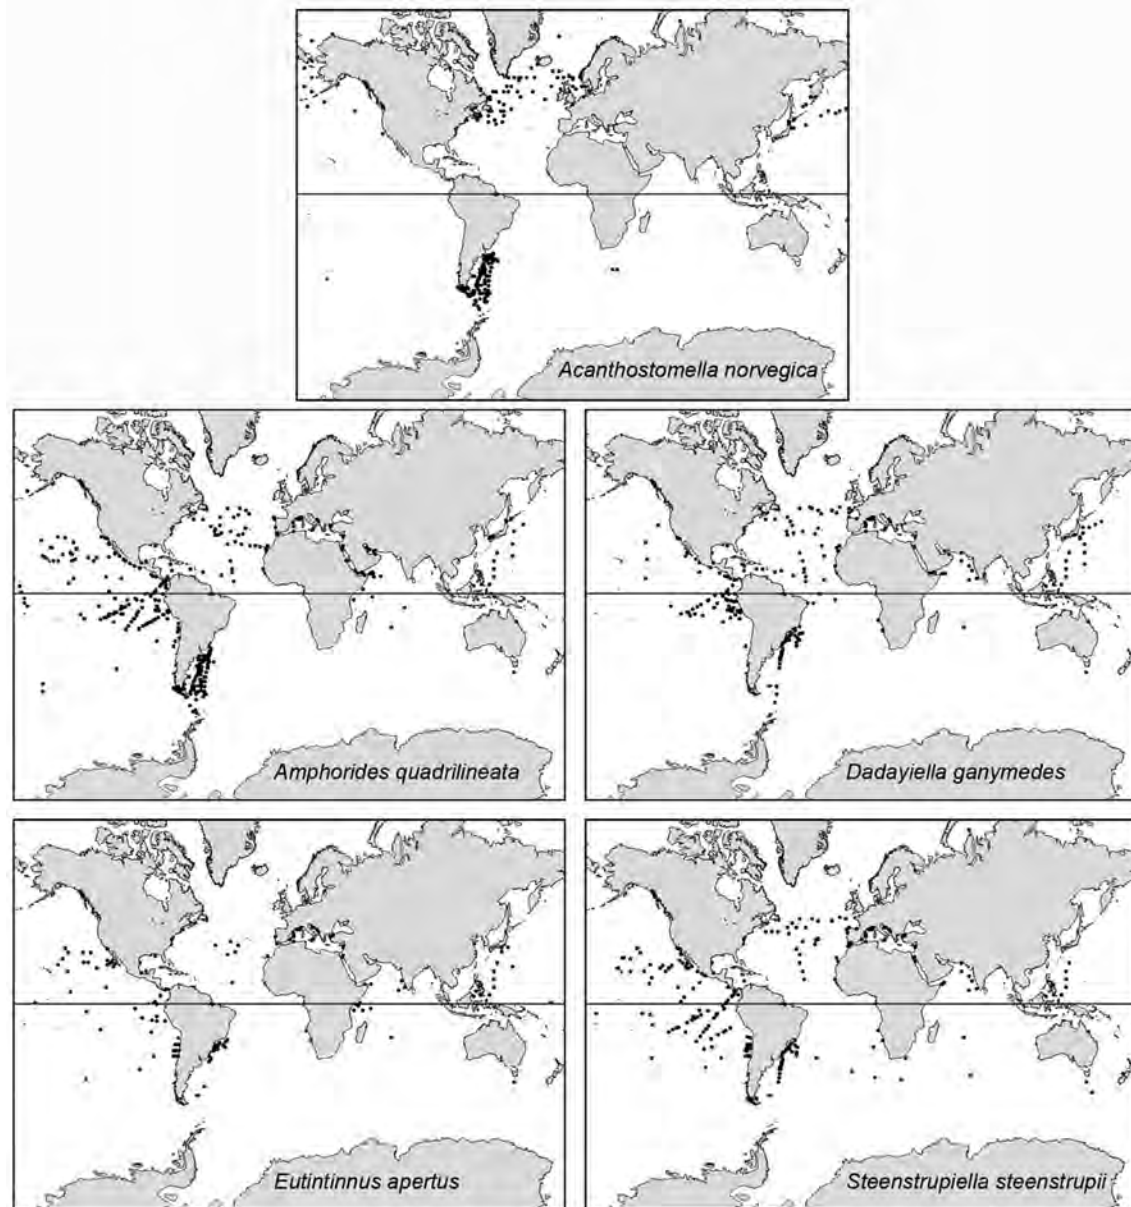 Acanthostomella norvegica
Amphorides quadrilineata
Dadayiella ganymedes
Eutintinnus apertus
Steenstrupiella steenstrupii